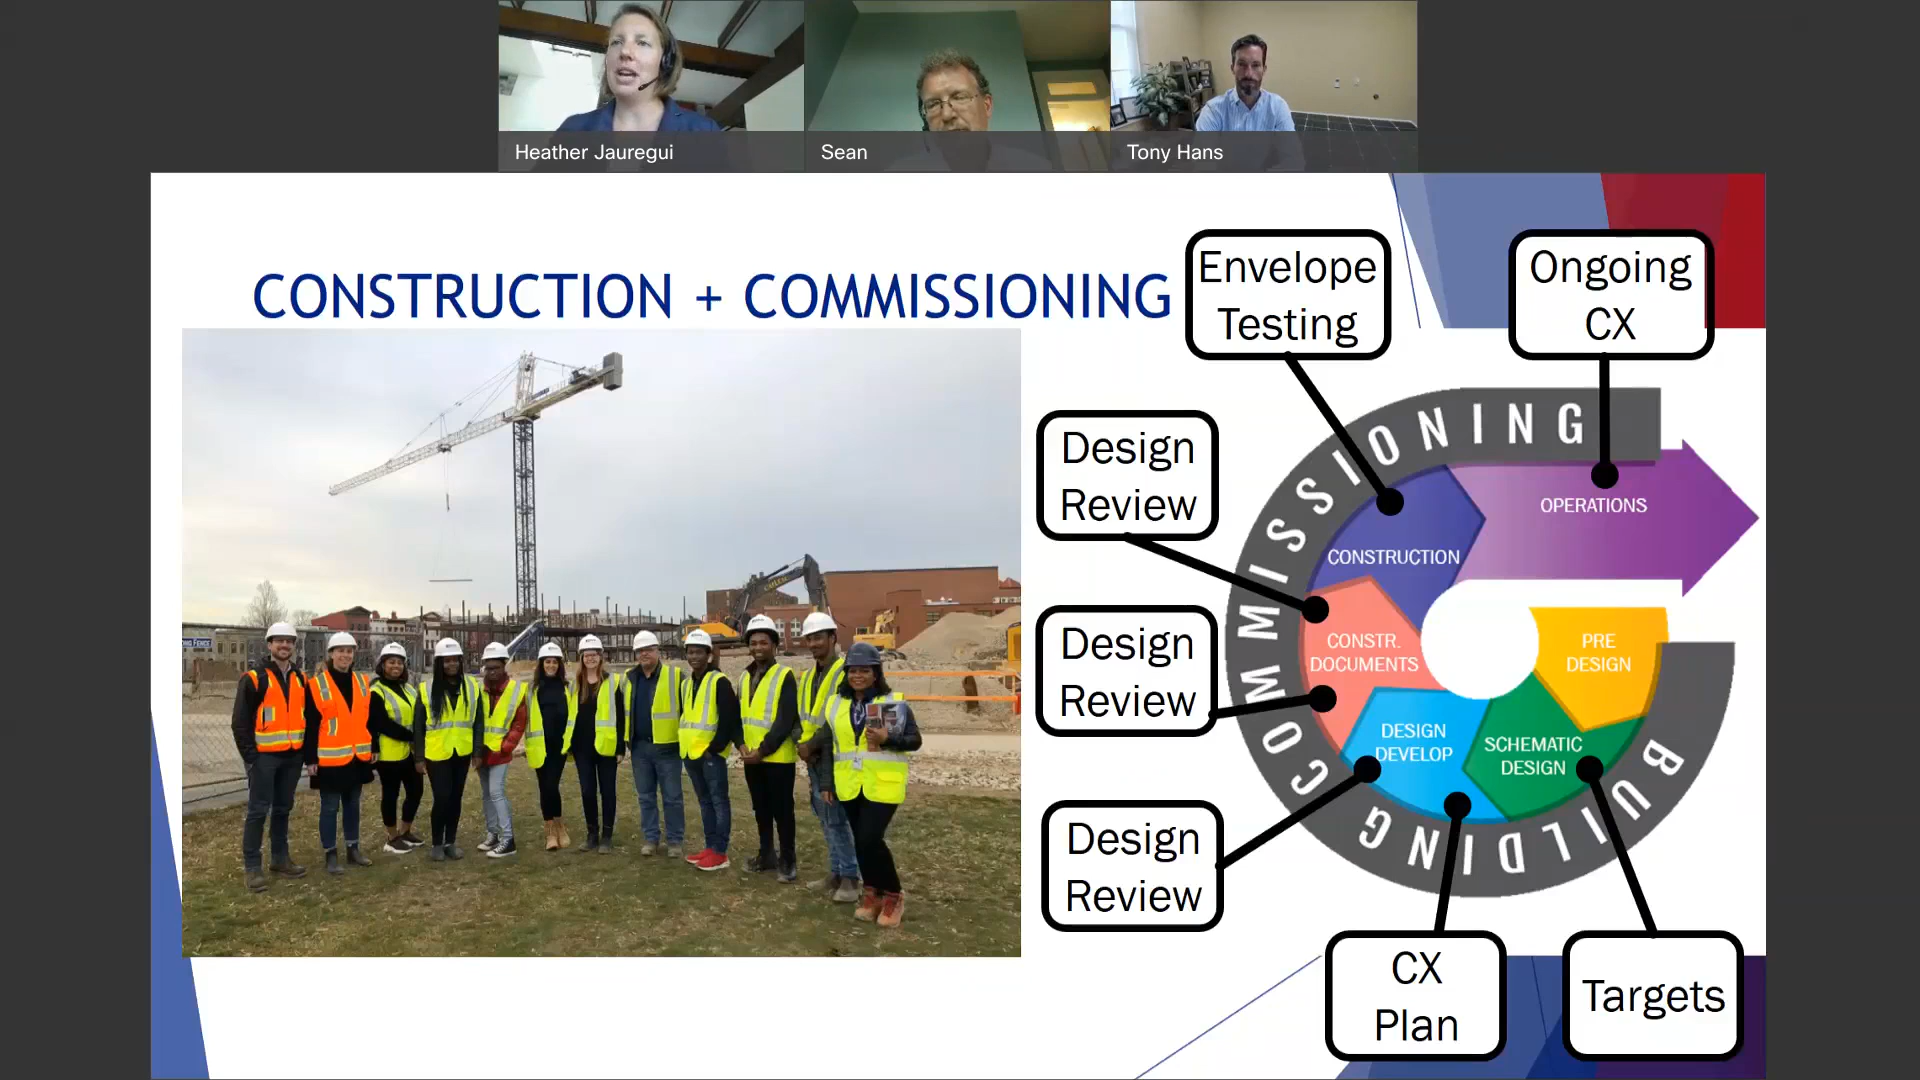 Heather Jauregui
Sean
Tony Hans
CONSTRUCTION + COMMISSIONING
Envelope
Testing
Ongoing
CX
Design
Review
Design
Review
Design
Review
CX
Plan
Targets
BUILDING COMMISSIONING
OPERATIONS
CONSTRUCTION
CONSTR.
DOCUMENTS
DESIGN
DEVELOP
SCHEMATIC
DESIGN
PRE
DESIGN